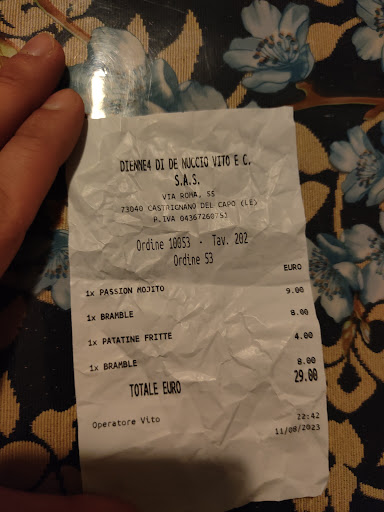 DIENNE4 DI DE NUCCIO VITO E C.
S.A.S.
VIA ROMA, 55
73040 CASTRIGNANO DEL CAPO (LE)
P.IVA 04367260753
Ordine 10053 - Tav. 202
Ordine 53
EURO
1x PASSION MOJITO 9.00
1x BRAMBLE 8.00
1x PATATINE FRITTE 4.00
1x BRAMBLE 8.00
TOTALE EURO 29.00
Operatore Vito 22:42
11/08/2023